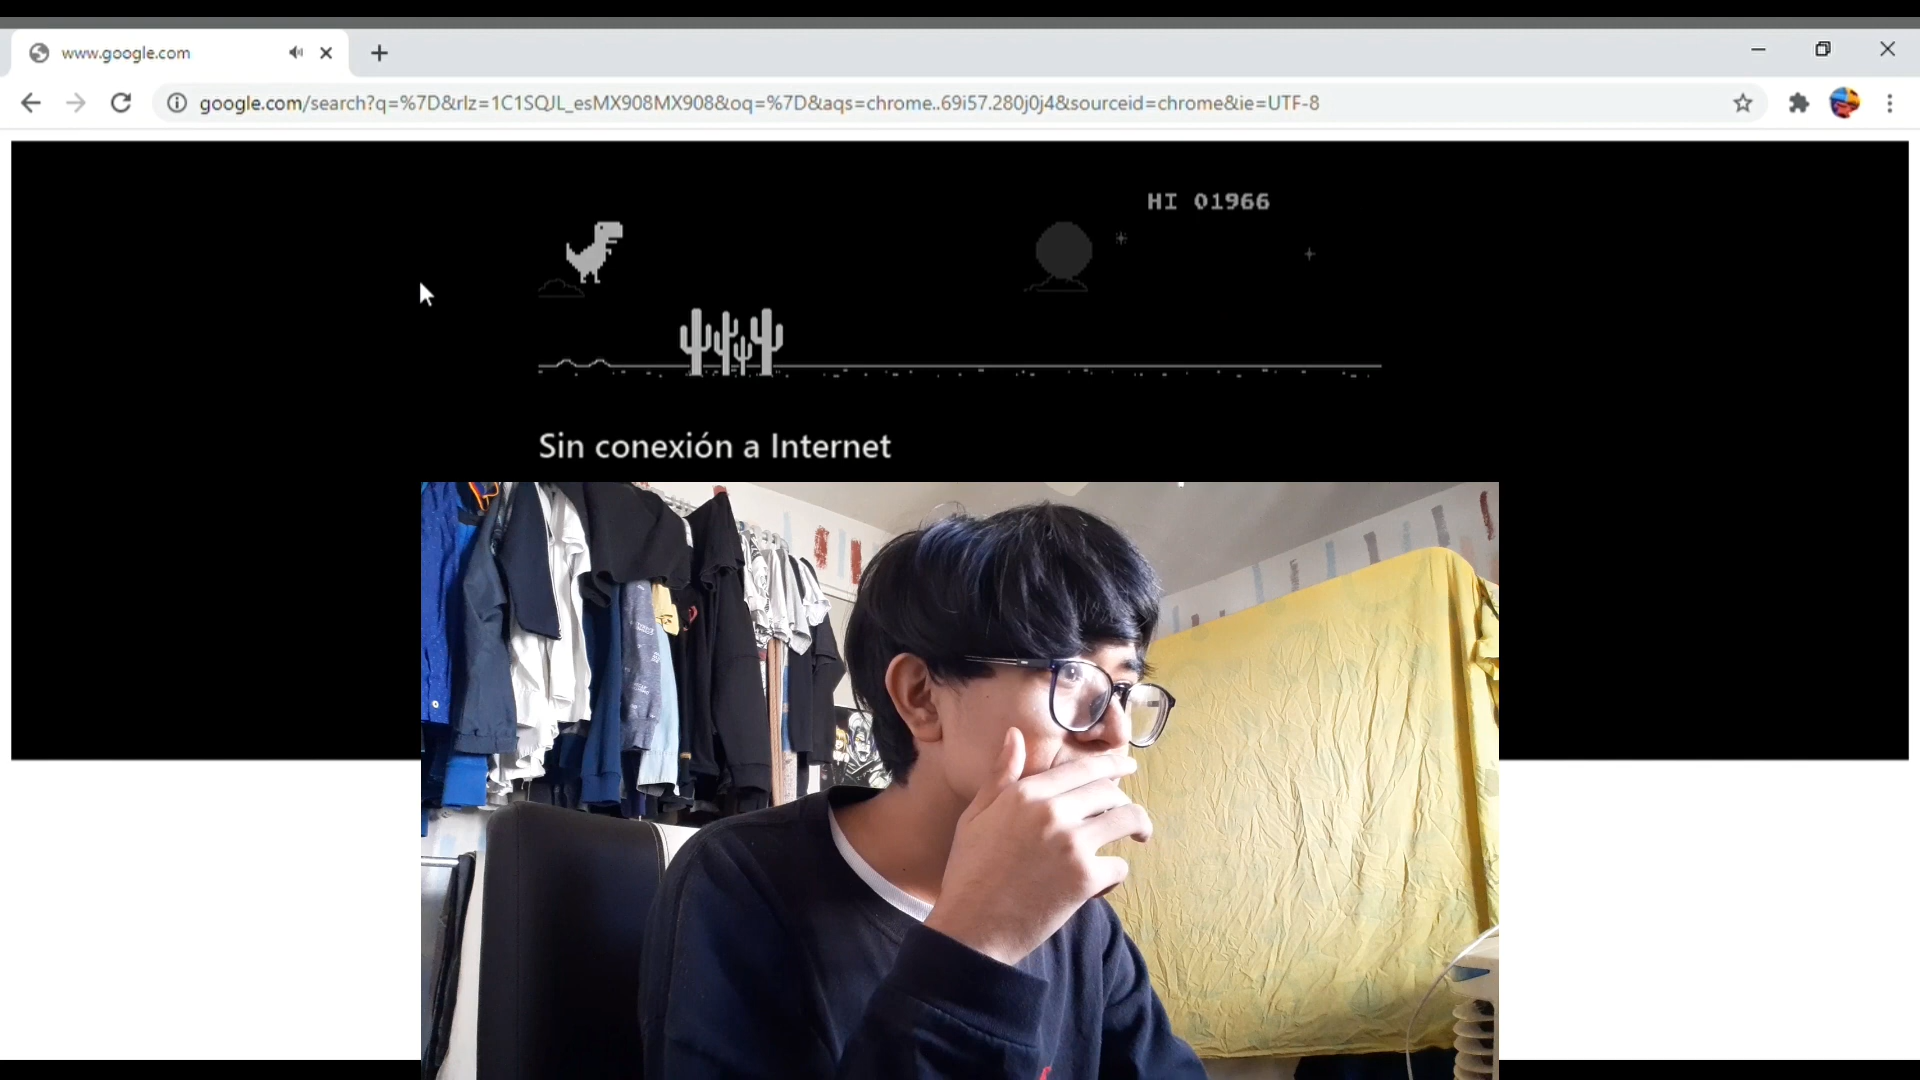 www.google.com
google.com/search?q=%7D&rlz=1C1SQJL_esMX908MX908&oq=%7D&aqs=chrome..69i57.280j0j4&sourceid=chrome&ie=UTF-8
HI 01966
Sin conexión a Internet